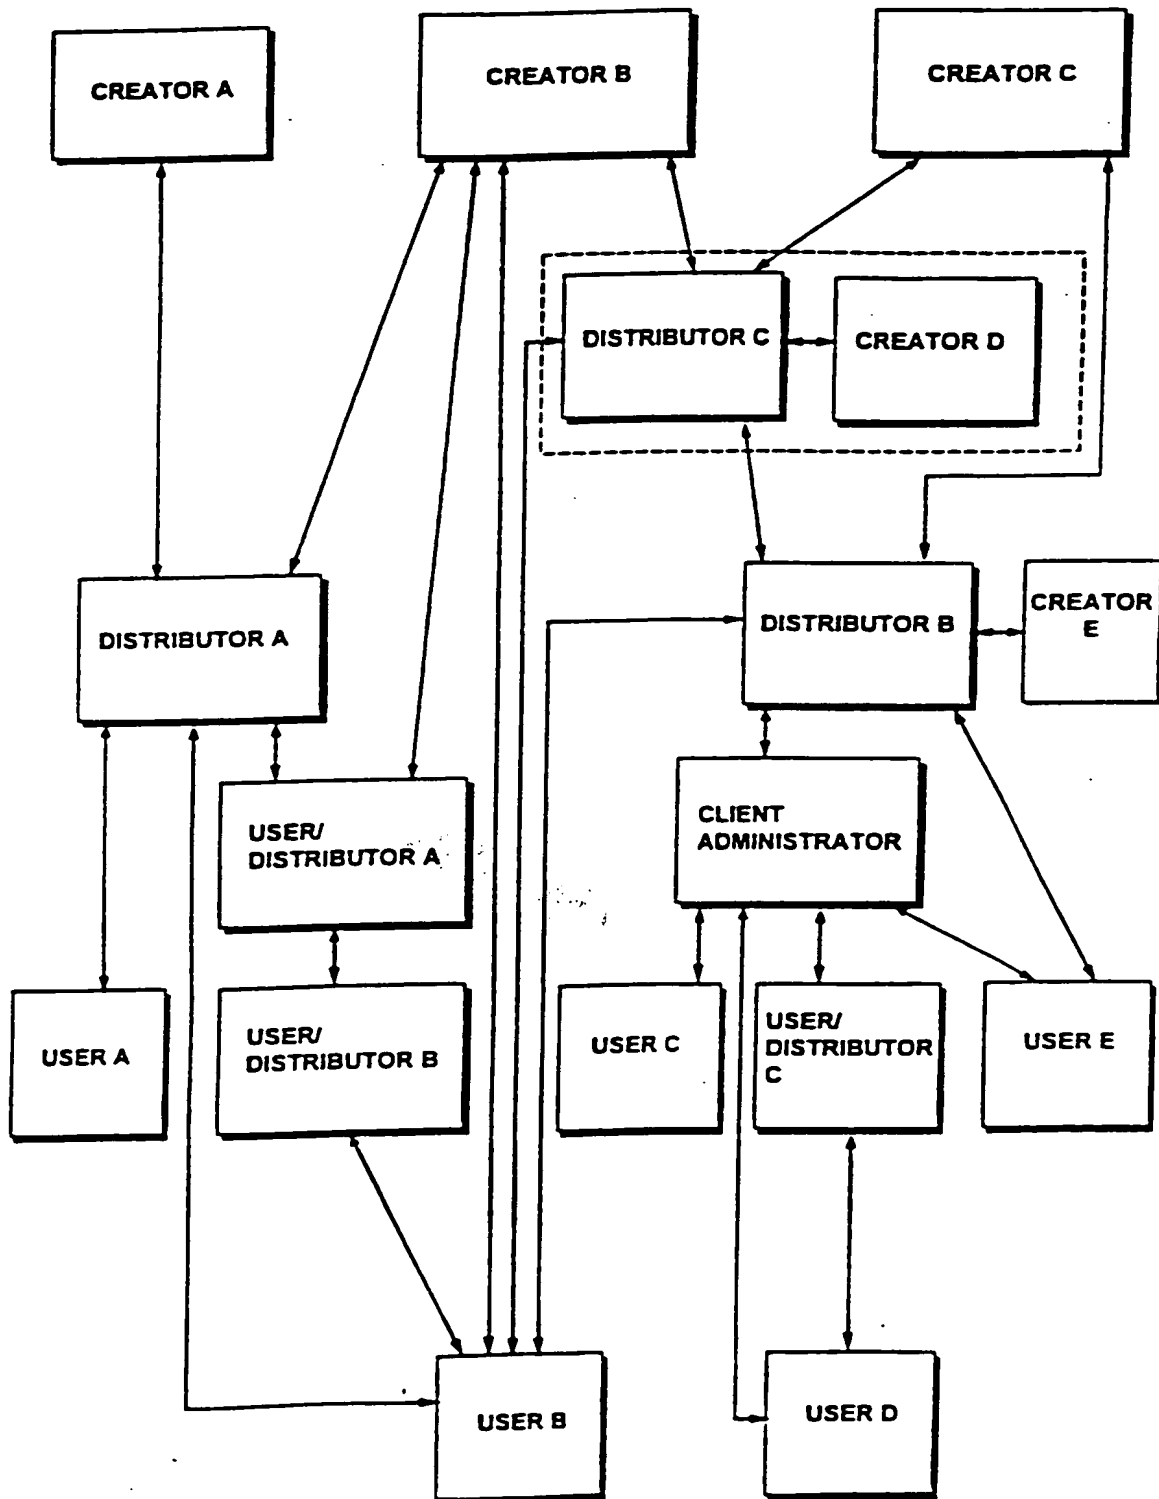 CREATOR A
CREATOR B
CREATOR C
DISTRIBUTOR C
CREATOR D
DISTRIBUTOR A
DISTRIBUTOR B
CREATOR
E
USER/
DISTRIBUTOR A
CLIENT
ADMINISTRATOR
USER A
USER/
DISTRIBUTOR B
USER C
USER/
DISTRIBUTOR
C
USER E
USER B
USER D